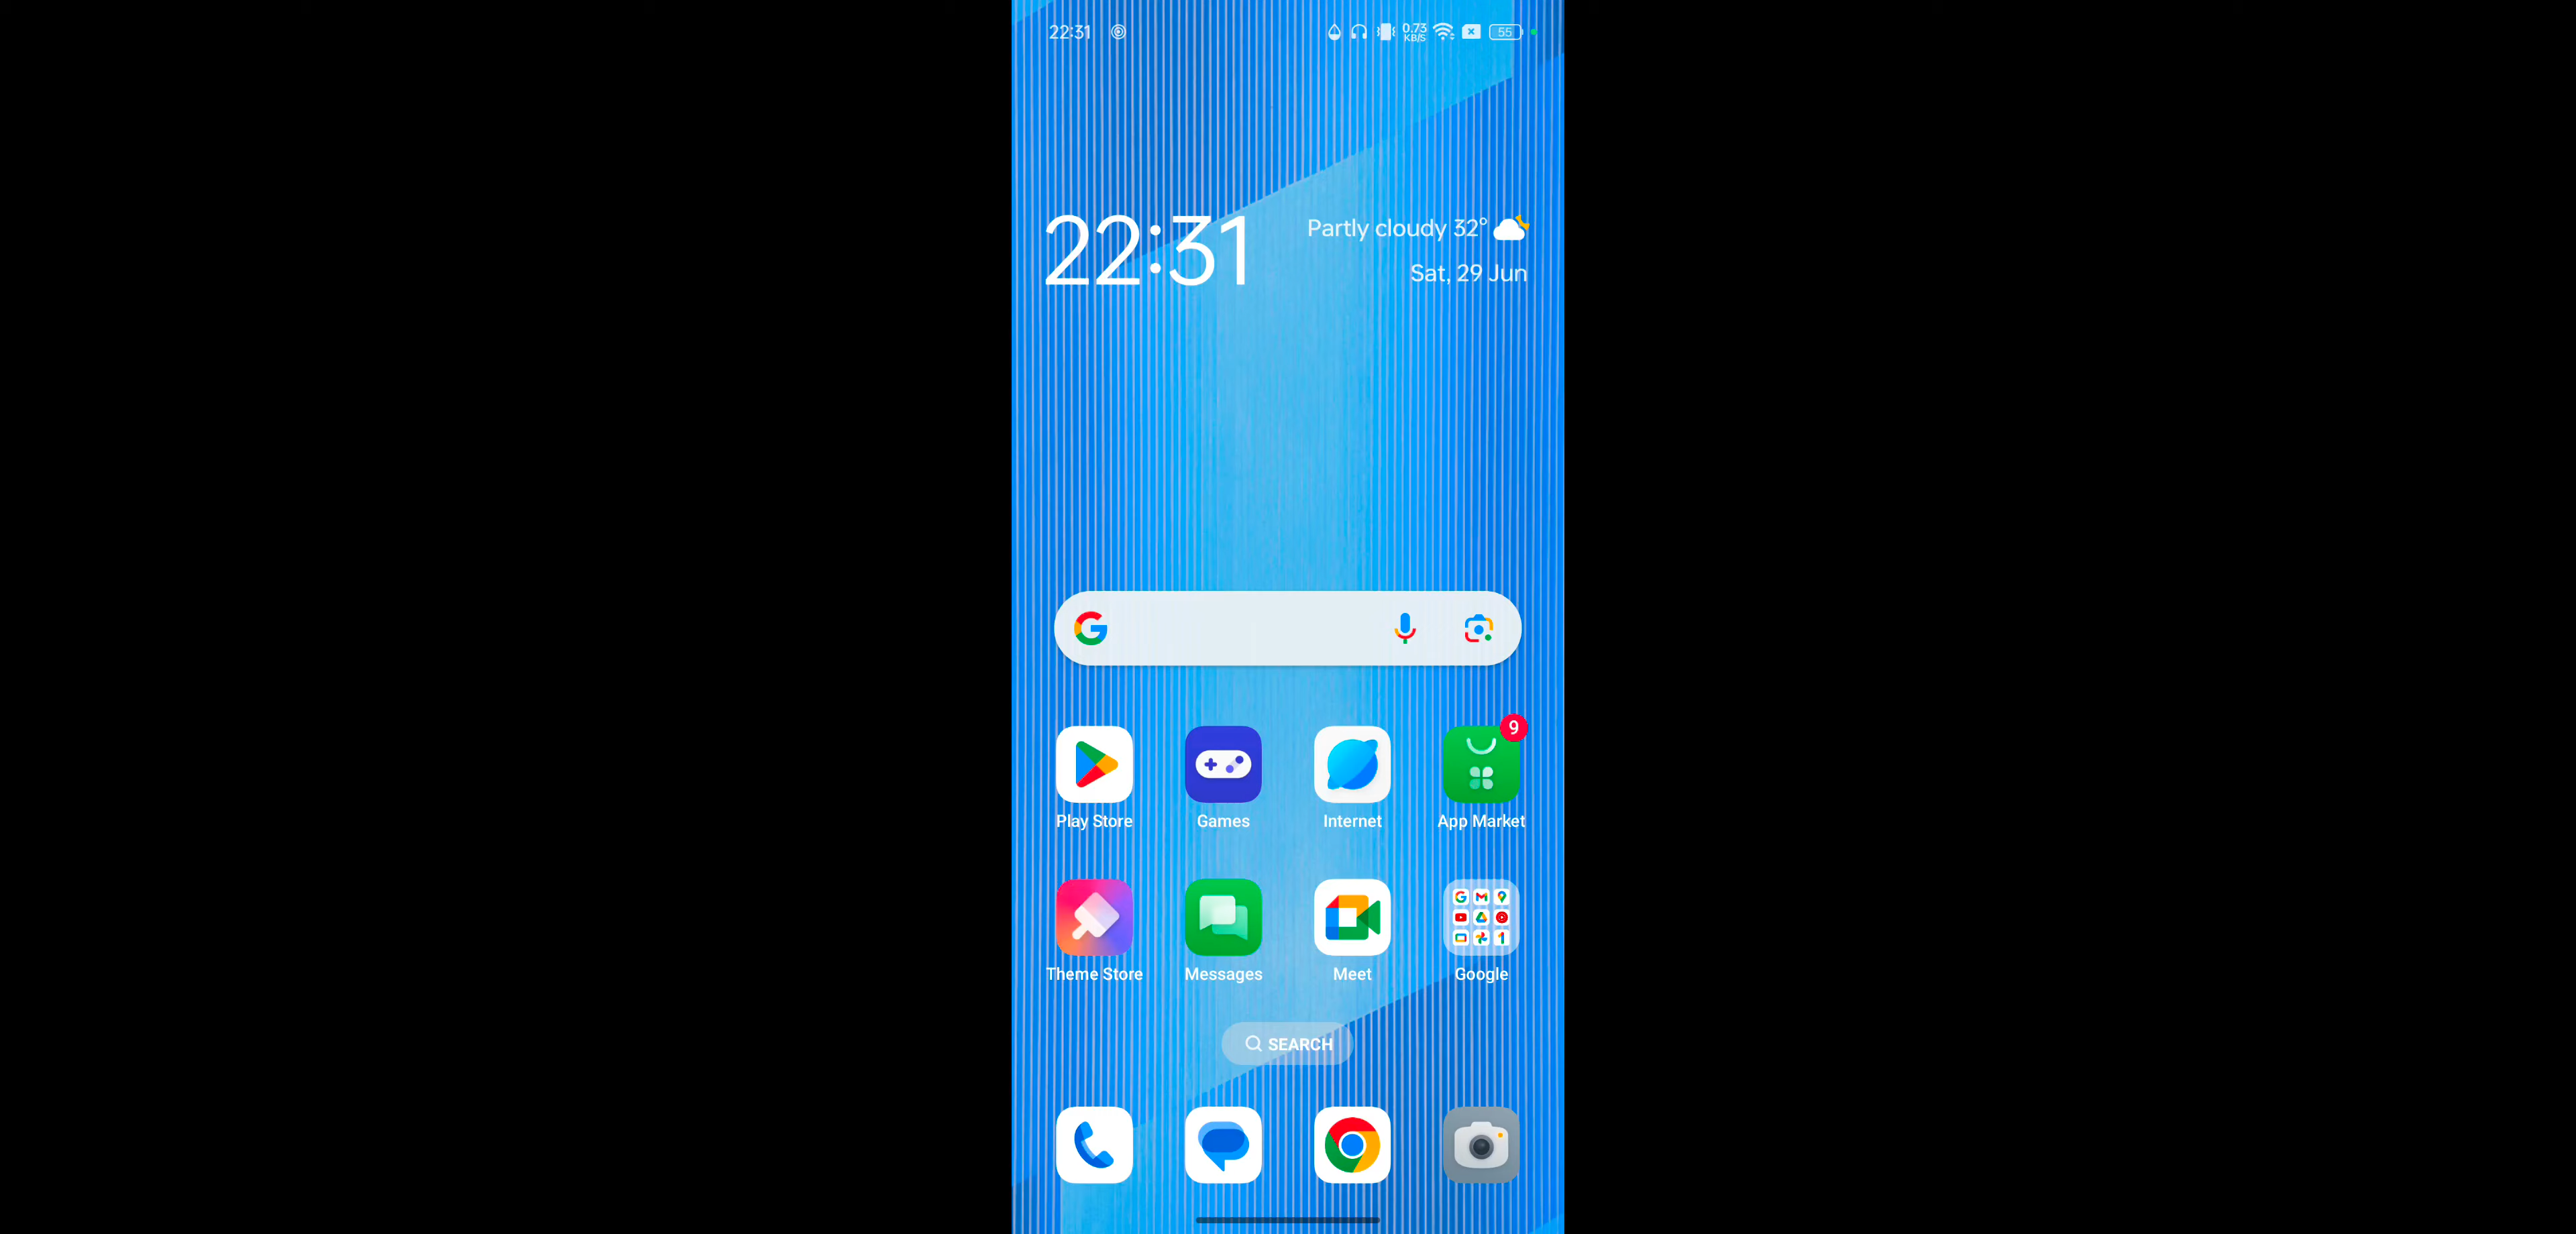 22:31
0.73
KB/S
55
22:31
Partly cloudy 32°
Sat, 29 Jun
9
Play Store
Games
Internet
App Market
Theme Store
Messages
Meet
Google
SEARCH